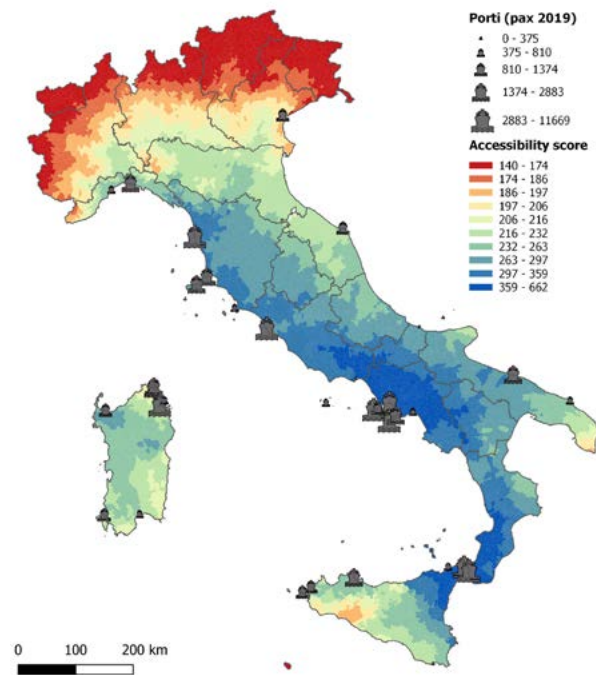 Porti (pax 2019)
0 - 375
375 - 810
810 - 1374
1374 - 2883
2883 - 11669
Accessibility score
140 - 174
174 - 186
186 - 197
197 - 206
206 - 216
216 - 232
232 - 263
263 - 297
297 - 359
359 - 662
0 100 200 km